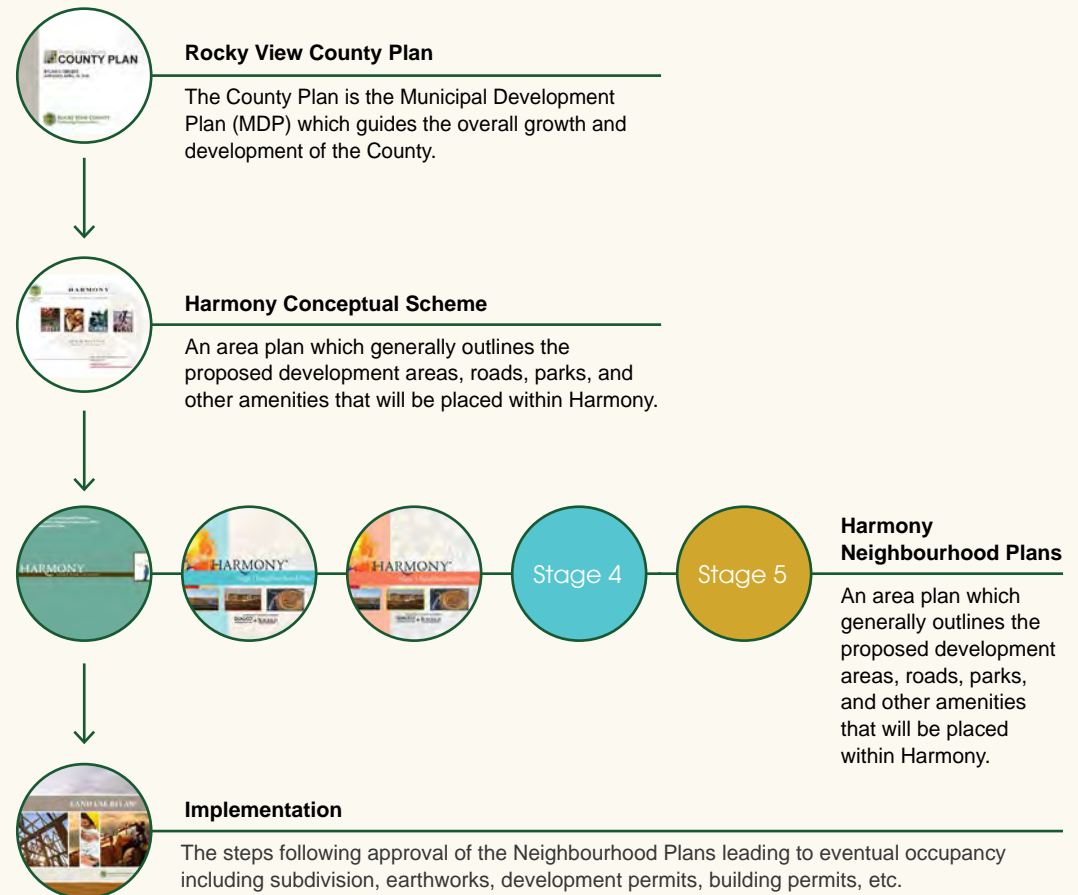 COUNTY PLAN
Rocky View County Plan
The County Plan is the Municipal Development
Plan (MDP) which guides the overall growth and
development of the County.
HARMONY
Harmony Conceptual Scheme
An area plan which generally outlines the
proposed development areas, roads, parks, and
other amenities that will be placed within Harmony.
HARMONY
HARMONY
HARMONY
Stage 4
Stage 5
Harmony
Neighbourhood Plans
An area plan which
generally outlines the
proposed development
areas, roads, parks,
and other amenities
that will be placed
within Harmony.
LAND USE BYLAW
Implementation
The steps following approval of the Neighbourhood Plans leading to eventual occupancy
including subdivision, earthworks, development permits, building permits, etc.